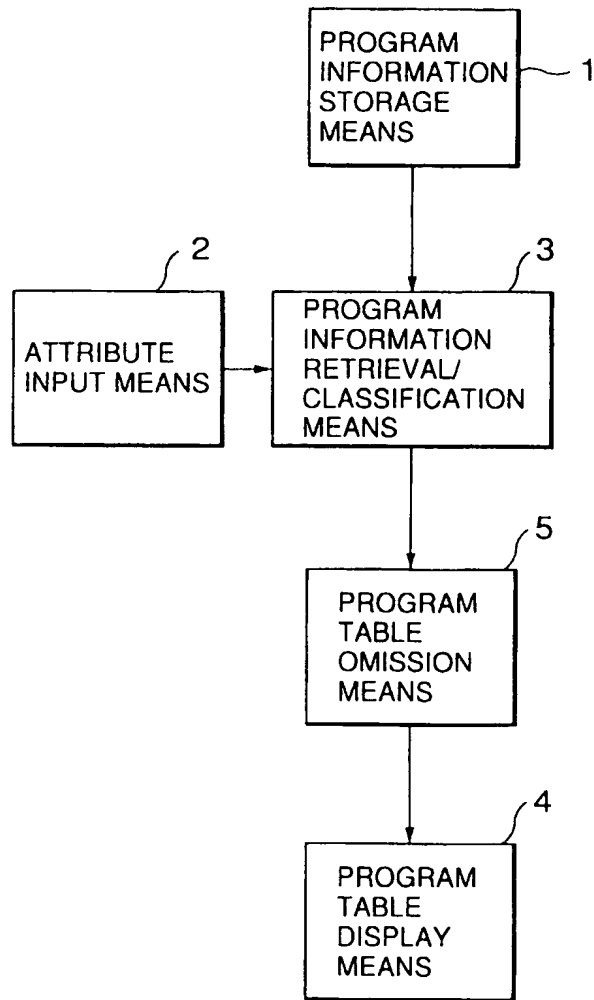 PROGRAM
INFORMATION
STORAGE
MEANS
1
2
ATTRIBUTE
INPUT MEANS
3
PROGRAM
INFORMATION
RETRIEVAL/
CLASSIFICATION
MEANS
5
PROGRAM
TABLE
OMISSION
MEANS
4
PROGRAM
TABLE
DISPLAY
MEANS